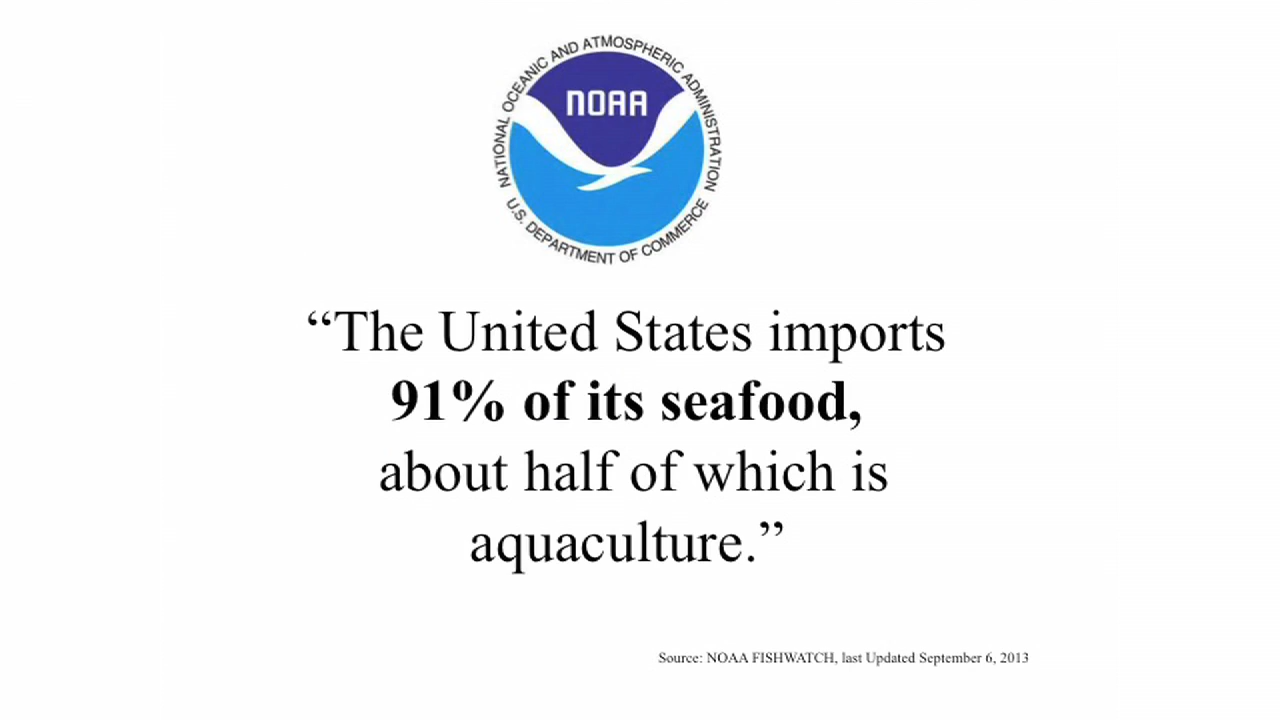 NATIONAL OCEANIC AND ATMOSPHERIC ADMINISTRATION
NOAA
U.S. DEPARTMENT OF COMMERCE
“The United States imports
91% of its seafood,
about half of which is
aquaculture.”
Source: NOAA FISHWATCH, last Updated September 6, 2013